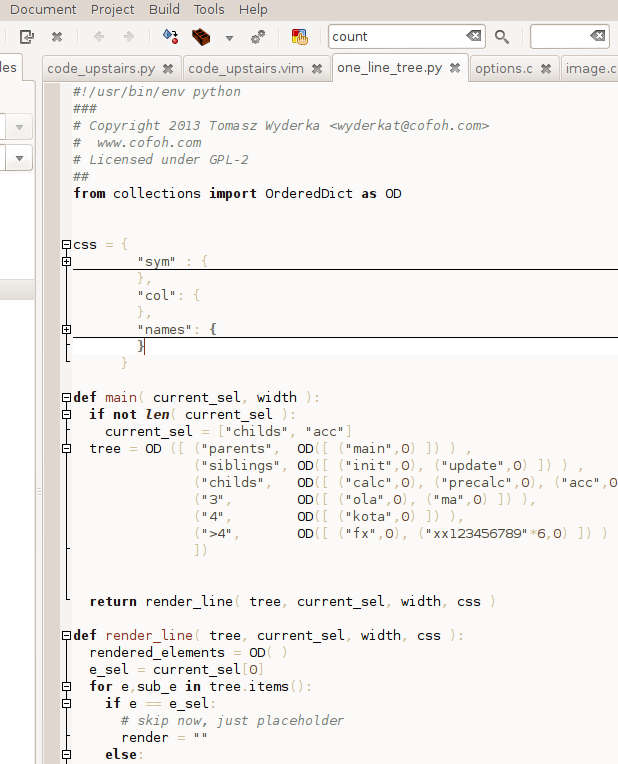 Document Project Build Tools Help
count
les code_upstairs.py code_upstairs.vim one_line_tree.py options.c image.c
#!/usr/bin/env python
###
# Copyright 2013 Tomasz Wyderka <wyderkat@cofoh.com>
#  www.cofoh.com
# Licensed under GPL-2
##
from collections import OrderedDict as OD
css = {
        "sym" : {
        },
        "col": {
        },
        "names": {
        }
      }
def main( current_sel, width ):
  if not len( current_sel ):
    current_sel = ["childs", "acc"]
  tree = OD ([ ("parents",  OD([ ("main",0) ]) ) ,
               ("siblings", OD([ ("init",0), ("update",0) ]) ) ,
               ("childs",   OD([ ("calc",0), ("precalc",0), ("acc",0
               ("3",        OD([ ("ola",0), ("ma",0) ]) ),
               ("4",        OD([ ("kota",0) ]) ),
               (">4",       OD([ ("fx",0), ("xx123456789"*6,0) ]) )
               ])
  return render_line( tree, current_sel, width, css )
def render_line( tree, current_sel, width, css ):
  rendered_elements = OD( )
  e_sel = current_sel[0]
  for e,sub_e in tree.items():
    if e == e_sel:
      # skip now, just placeholder
      render = ""
    else: